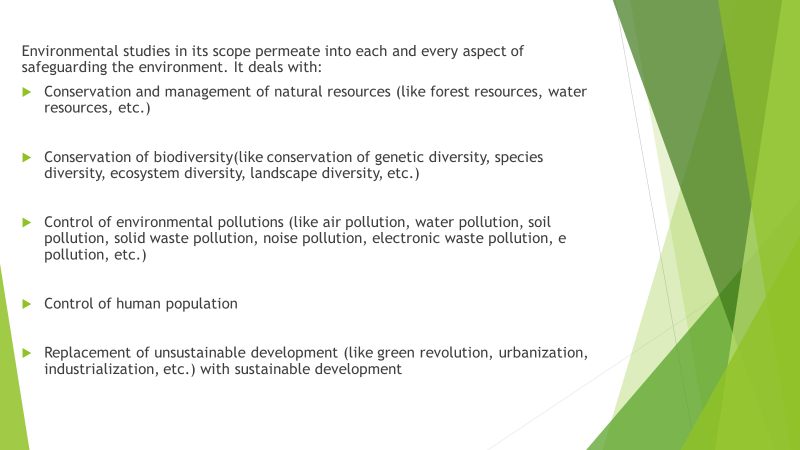 Environmental studies in its scope permeate into each and every aspect of
safeguarding the environment. It deals with:
Conservation and management of natural resources (like forest resources, water
resources, etc.)
Conservation of biodiversity(like conservation of genetic diversity, species
diversity, ecosystem diversity, landscape diversity, etc.)
Control of environmental pollutions (like air pollution, water pollution, soil
pollution, solid waste pollution, noise pollution, electronic waste pollution, e
pollution, etc.)
Control of human population
Replacement of unsustainable development (like green revolution, urbanization,
industrialization, etc.) with sustainable development